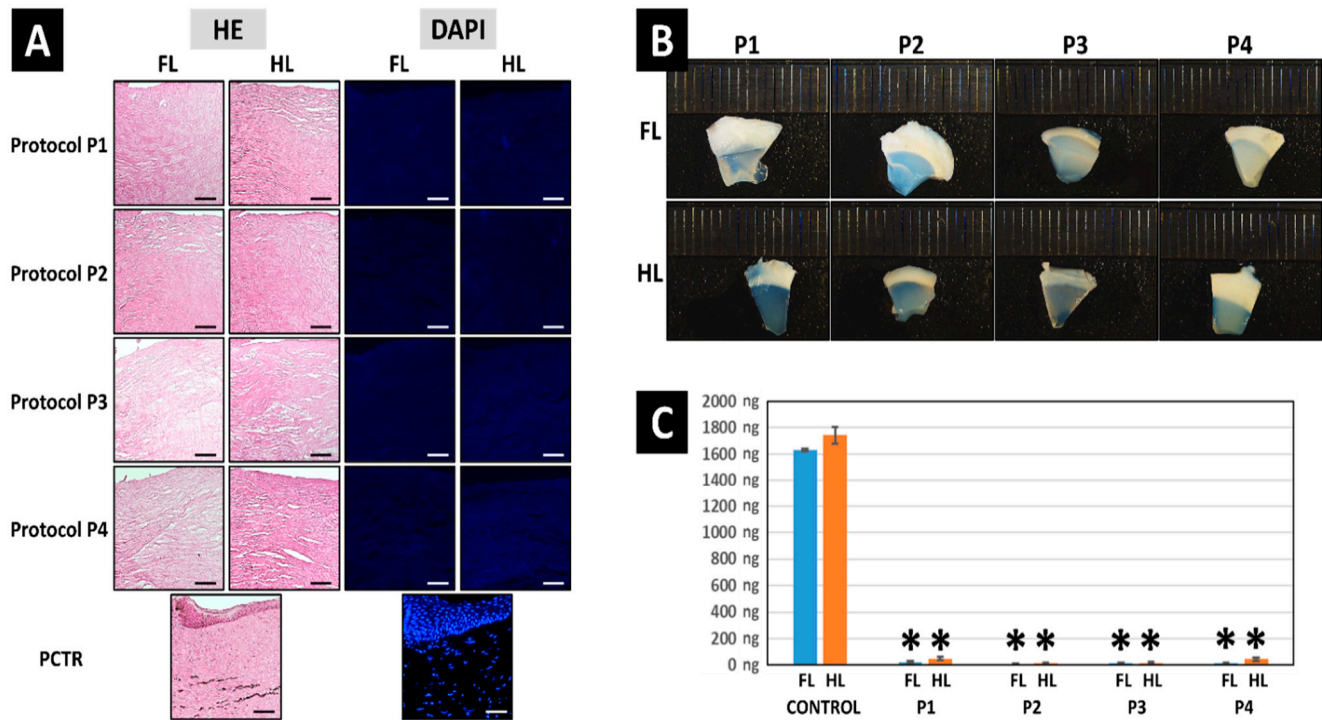 A
HE DAPI
FL HL FL HL
Protocol P1
Protocol P2
Protocol P3
Protocol P4
PCTR
B
P1 P2 P3 P4
FL
HL
C
2000 ng
1800 ng
1600 ng
1400 ng
1200 ng
1000 ng
800 ng
600 ng
400 ng
200 ng
0 ng
* * * * * * * *
FL HL FL HL FL HL FL HL FL HL
CONTROL P1 P2 P3 P4